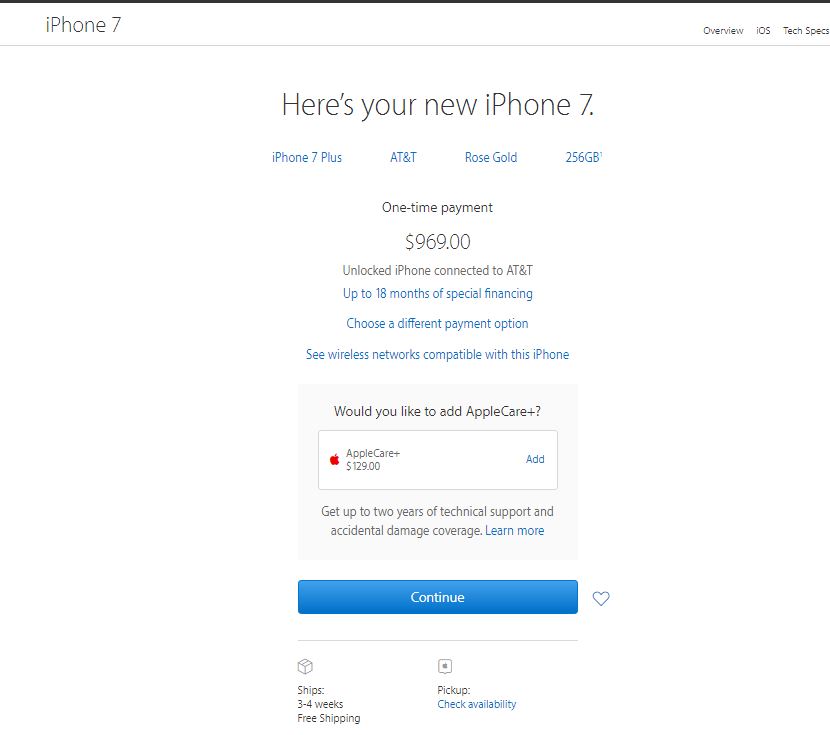 iPhone 7
Overview iOS Tech Specs
Here's your new iPhone 7.
iPhone 7 Plus AT&T Rose Gold 256GB¹
One-time payment
$969.00
Unlocked iPhone connected to AT&T
Up to 18 months of special financing
Choose a different payment option
See wireless networks compatible with this iPhone
Would you like to add AppleCare+?
AppleCare+
$129.00
Add
Get up to two years of technical support and
accidental damage coverage. Learn more
Continue
Ships:
3-4 weeks
Free Shipping
Pickup:
Check availability